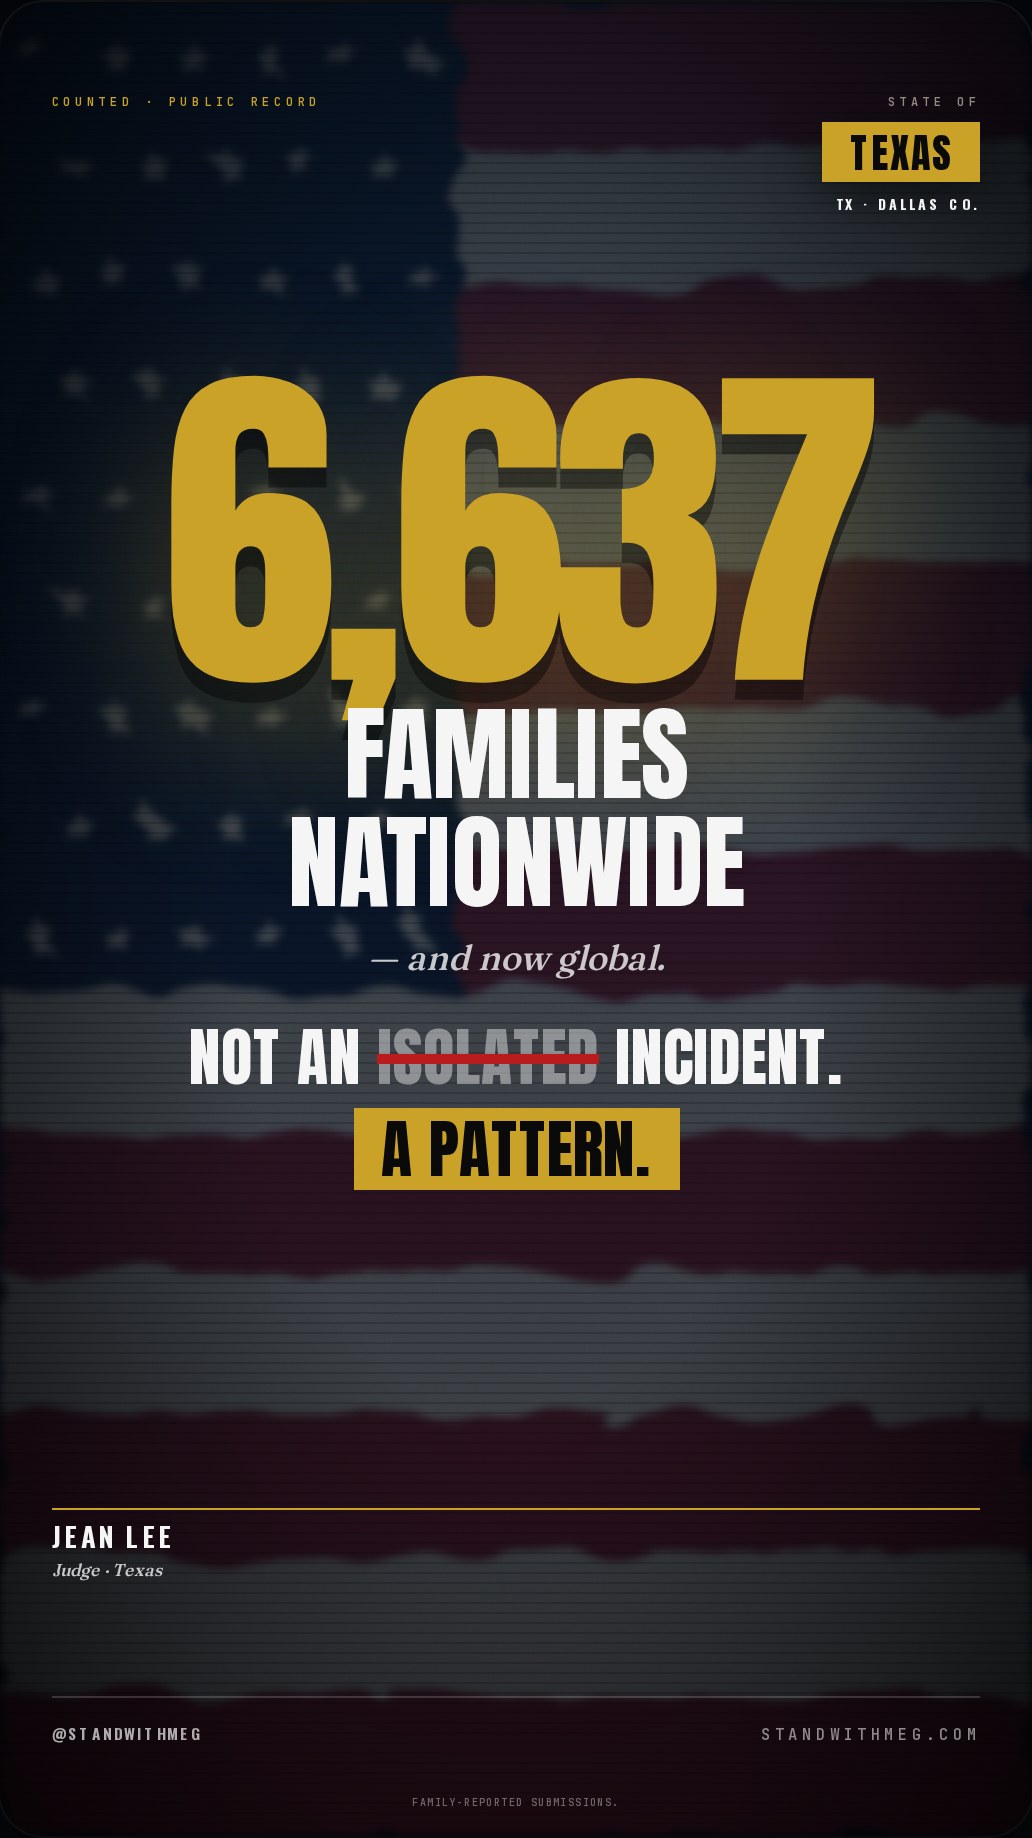 COUNTED · PUBLIC RECORD
STATE OF
TEXAS
TX · DALLAS CO.
6,637
FAMILIES
NATIONWIDE
— and now global.
NOT AN ISOLATED INCIDENT.
A PATTERN.
JEAN LEE
Judge · Texas
@STANDWITHMEG
STANDWITHMEG.COM
FAMILY-REPORTED SUBMISSIONS.